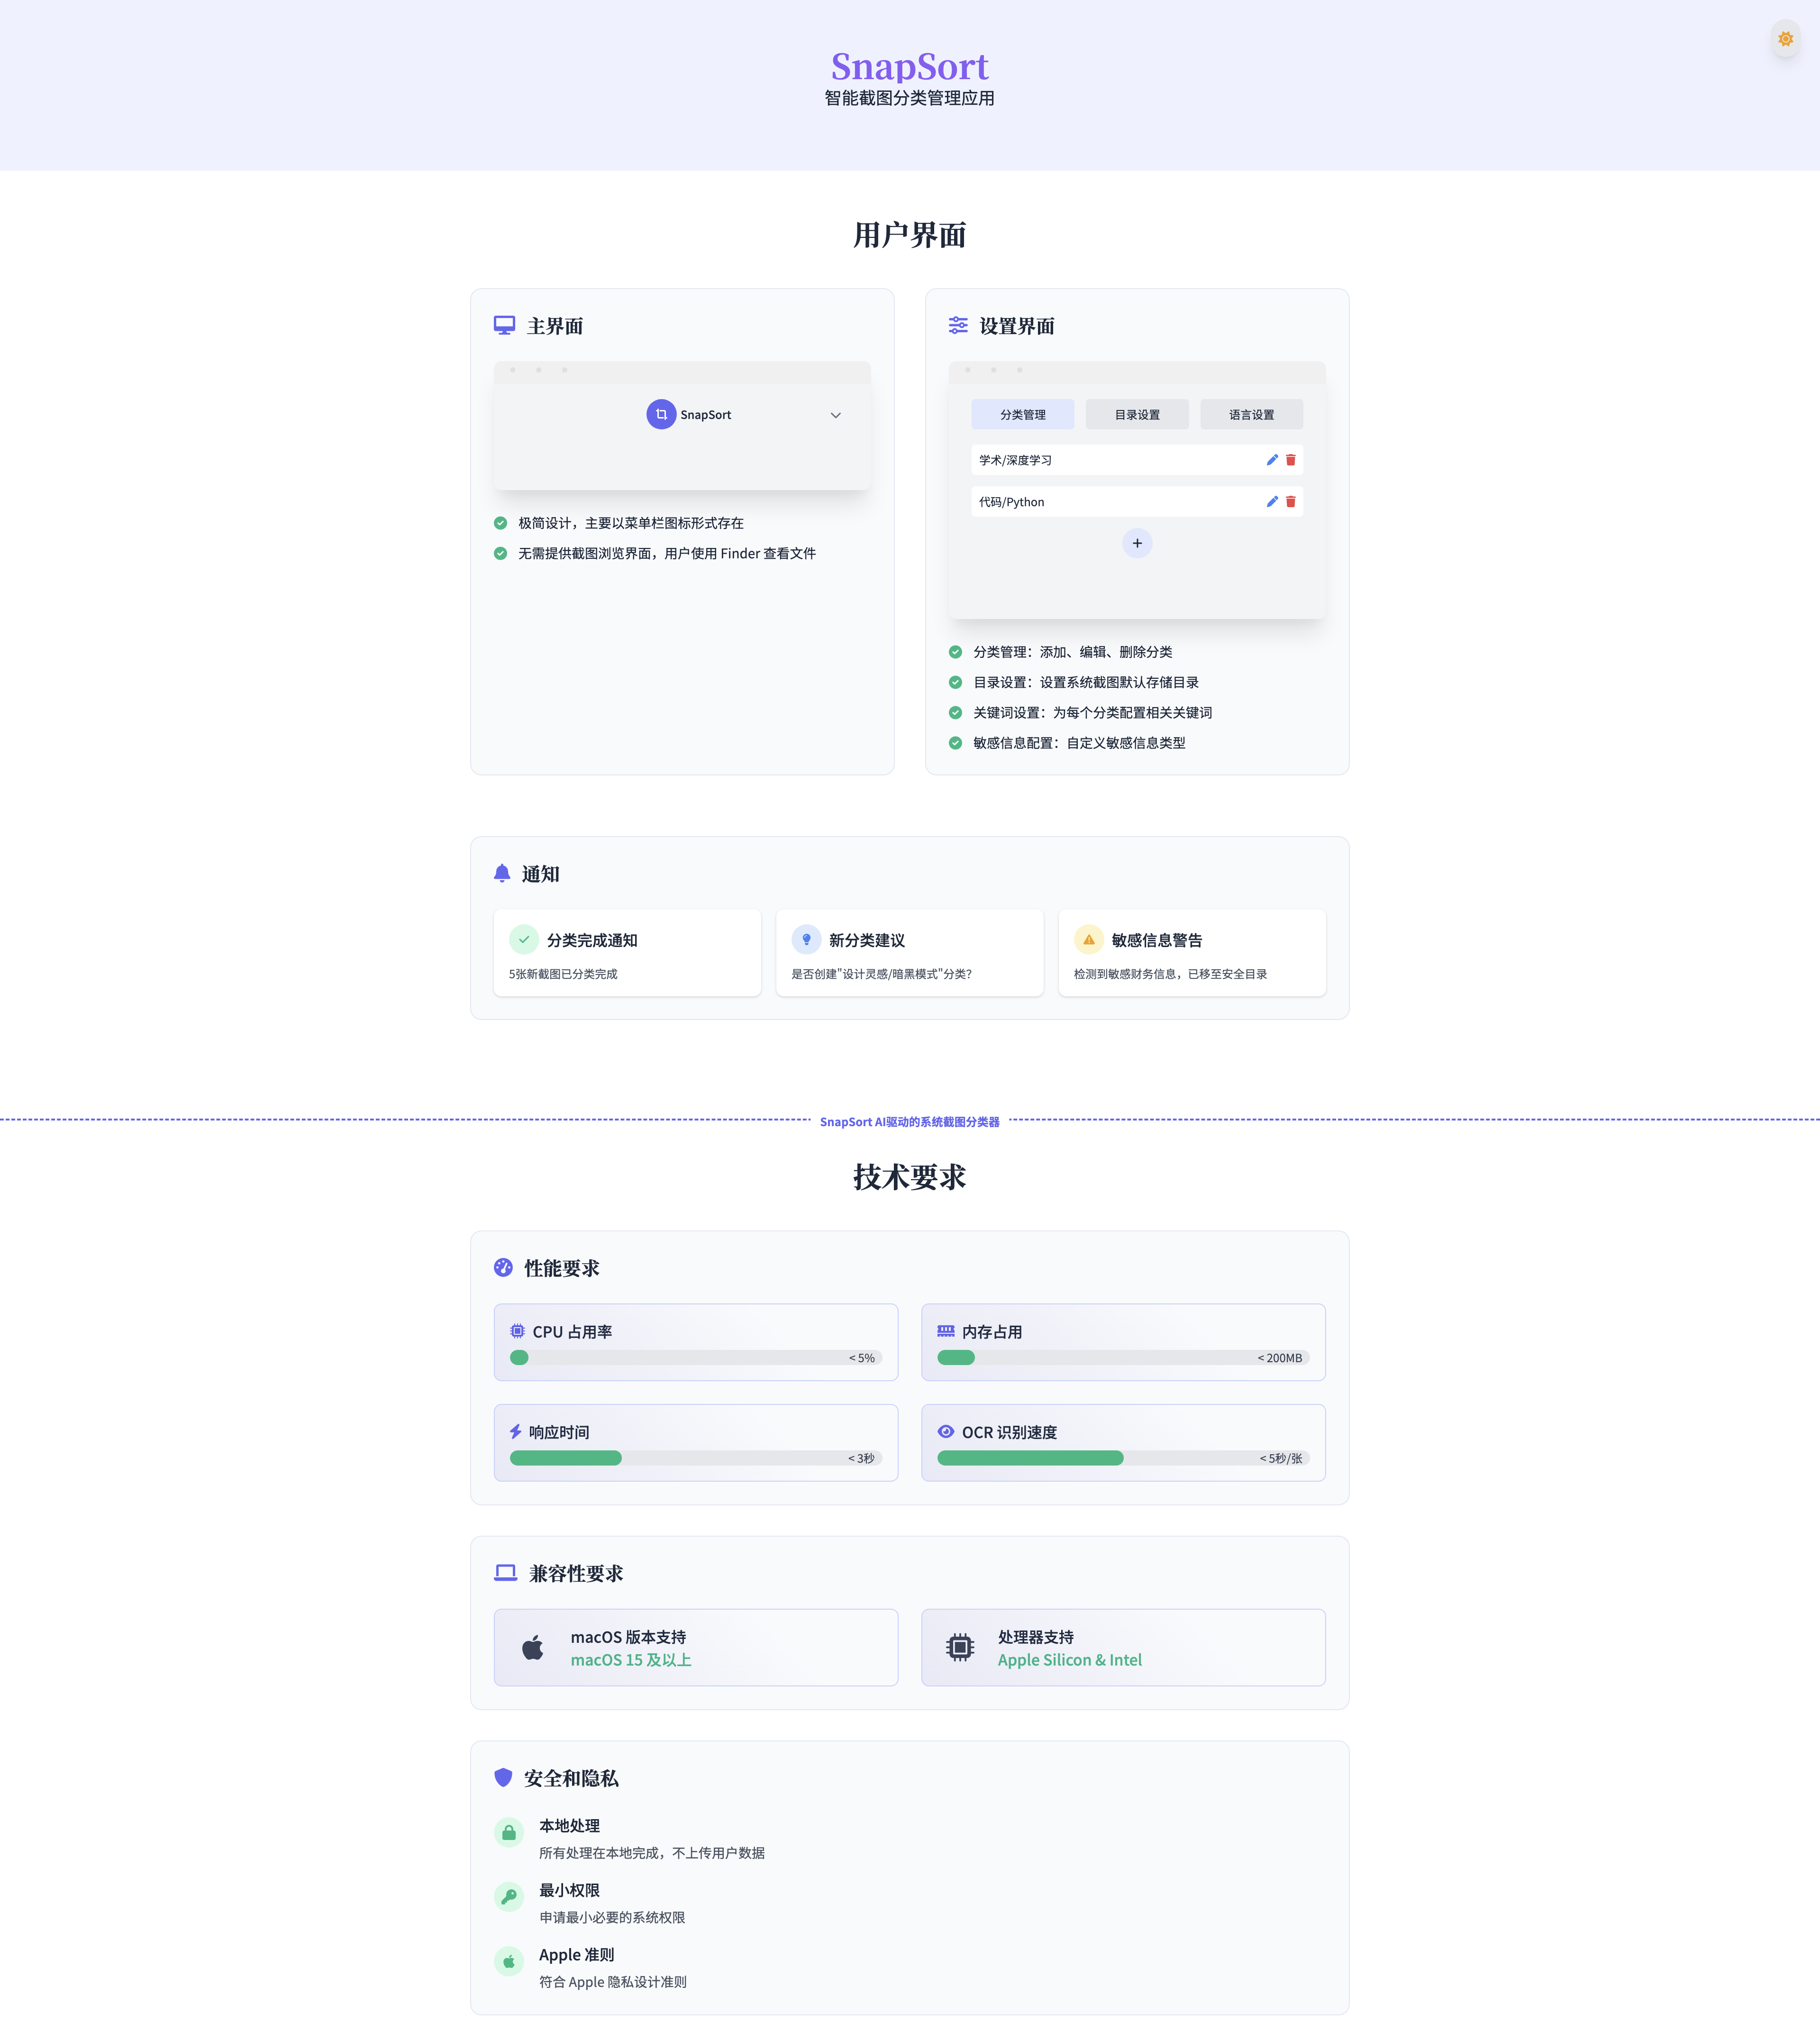 SnapSort
智能截图分类管理应用
用户界面
主界面
SnapSort
极简设计，主要以菜单栏图标形式存在
无需提供截图浏览界面，用户使用 Finder 查看文件
设置界面
分类管理
目录设置
语言设置
学术/深度学习
代码/Python
+
分类管理：添加、编辑、删除分类
目录设置：设置系统截图默认存储目录
关键词设置：为每个分类配置相关关键词
敏感信息配置：自定义敏感信息类型
通知
分类完成通知
5张新截图已分类完成
新分类建议
是否创建"设计灵感/暗黑模式"分类？
敏感信息警告
检测到敏感财务信息，已移至安全目录
SnapSort AI驱动的系统截图分类器
技术要求
性能要求
CPU 占用率
< 5%
内存占用
< 200MB
响应时间
< 3秒
OCR 识别速度
< 5秒/张
兼容性要求
macOS 版本支持
macOS 15 及以上
处理器支持
Apple Silicon & Intel
安全和隐私
本地处理
所有处理在本地完成，不上传用户数据
最小权限
申请最小必要的系统权限
Apple 准则
符合 Apple 隐私设计准则